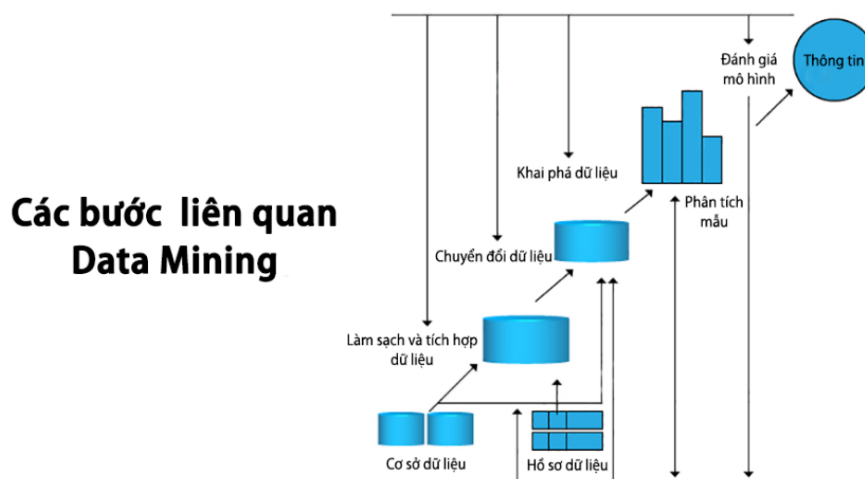 Các bước liên quan
Data Mining
Đánh giá
mô hình
Thông tin
Khai phá dữ liệu
Phân tích
mẫu
Chuyển đổi dữ liệu
Làm sạch và tích hợp
dữ liệu
Cơ sở dữ liệu
Hồ sơ dữ liệu